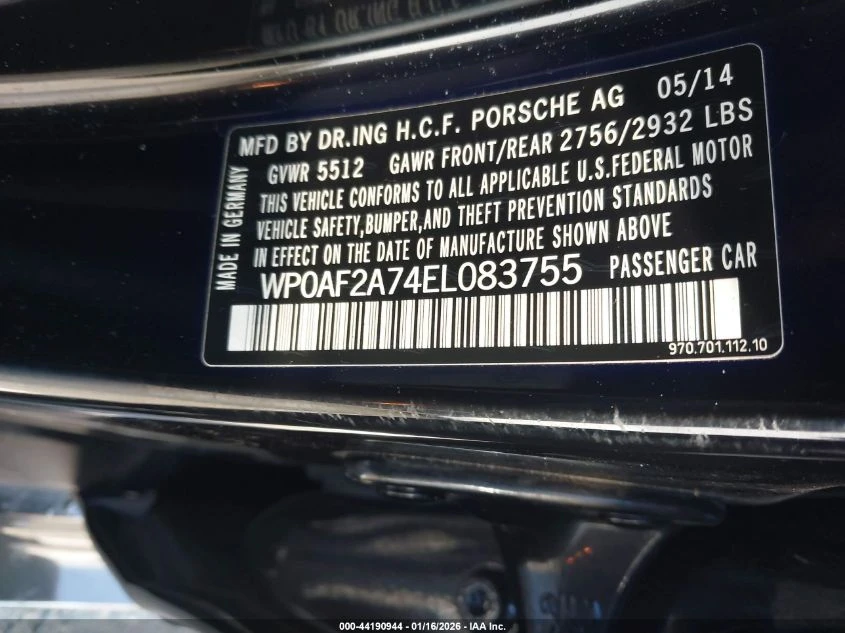 MFD BY DR.ING H.C.F. PORSCHE AG 05/14
GVWR 5512 GAWR FRONT/REAR 2756/2932 LBS
THIS VEHICLE CONFORMS TO ALL APPLICABLE U.S.FEDERAL MOTOR
VEHICLE SAFETY,BUMPER,AND THEFT PREVENTION STANDARDS
IN EFFECT ON THE DATE OF MANUFACTURE SHOWN ABOVE
WP0AF2A74EL083755 PASSENGER CAR
MADE IN GERMANY
970.701.112.10
000-44190944 - 01/16/2026 - IAA Inc.